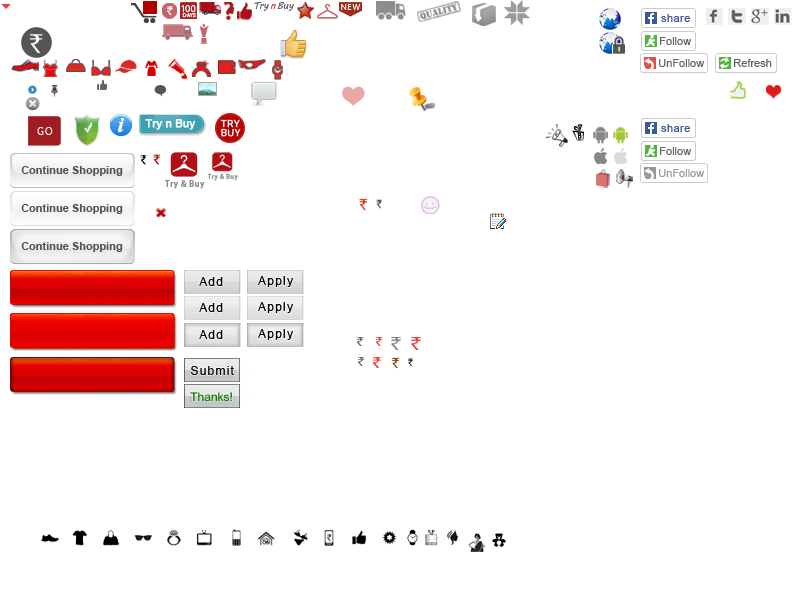 100 DAYS
Try n Buy
NEW
QUALITY
share
f t g+ in
Follow
UnFollow
Refresh
GO
i
Try n Buy
TRY BUY
share
Follow
UnFollow
Continue Shopping
₹ ₹
Try & Buy
Try & Buy
Continue Shopping
₹ ₹
Continue Shopping
Add
Apply
Add
Apply
Add
Apply
₹ ₹ ₹ ₹
₹ ₹ ₹ ₹
Submit
Thanks!